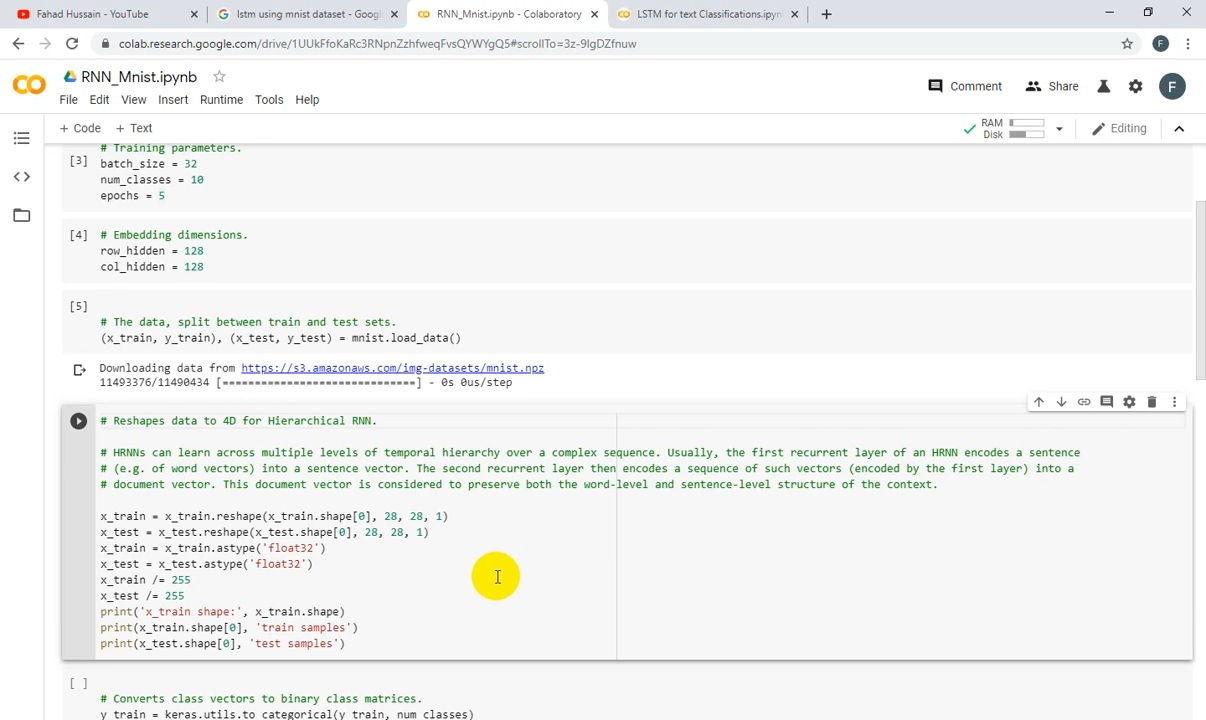 Fahad Hussain - YouTube
lstm using mnist dataset - Googl
RNN_Mnist.ipynb - Colaboratory
LSTM for text Classifications.ipyn
colab.research.google.com/drive/1UUkFfoKaRc3RNpnZzhfweqFvsQYWYgQ5#scrollTo=3z-9IgDZfnuw
F
CO
RNN_Mnist.ipynb
Comment
Share
F
File Edit View Insert Runtime Tools Help
+ Code + Text
RAM
Disk
Editing
# Training parameters.
[3] batch_size = 32
num_classes = 10
epochs = 5
[4] # Embedding dimensions.
row_hidden = 128
col_hidden = 128
[5]
# The data, split between train and test sets.
(x_train, y_train), (x_test, y_test) = mnist.load_data()
Downloading data from https://s3.amazonaws.com/img-datasets/mnist.npz
11493376/11490434 [==============================] - 0s 0us/step
# Reshapes data to 4D for Hierarchical RNN.
# HRNNs can learn across multiple levels of temporal hierarchy over a complex sequence. Usually, the first recurrent layer of an HRNN encodes a sentence
# (e.g. of word vectors) into a sentence vector. The second recurrent layer then encodes a sequence of such vectors (encoded by the first layer) into a
# document vector. This document vector is considered to preserve both the word-level and sentence-level structure of the context.
x_train = x_train.reshape(x_train.shape[0], 28, 28, 1)
x_test = x_test.reshape(x_test.shape[0], 28, 28, 1)
x_train = x_train.astype('float32')
x_test = x_test.astype('float32')
x_train /= 255
x_test /= 255
print('x_train shape:', x_train.shape)
print(x_train.shape[0], 'train samples')
print(x_test.shape[0], 'test samples')
[ ]
# Converts class vectors to binary class matrices.
y_train = keras.utils.to_categorical(y_train, num_classes)